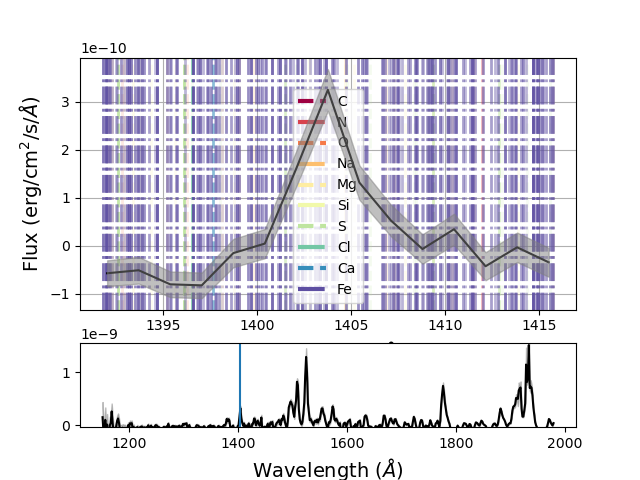 1e−10
Flux (erg/cm²/s/Å)
3
2
1
0
−1
C
N
O
Na
Mg
Si
S
Cl
Ca
Fe
1395 1400 1405 1410 1415
1e−9
1
0
1200 1400 1600 1800 2000
Wavelength (Å)